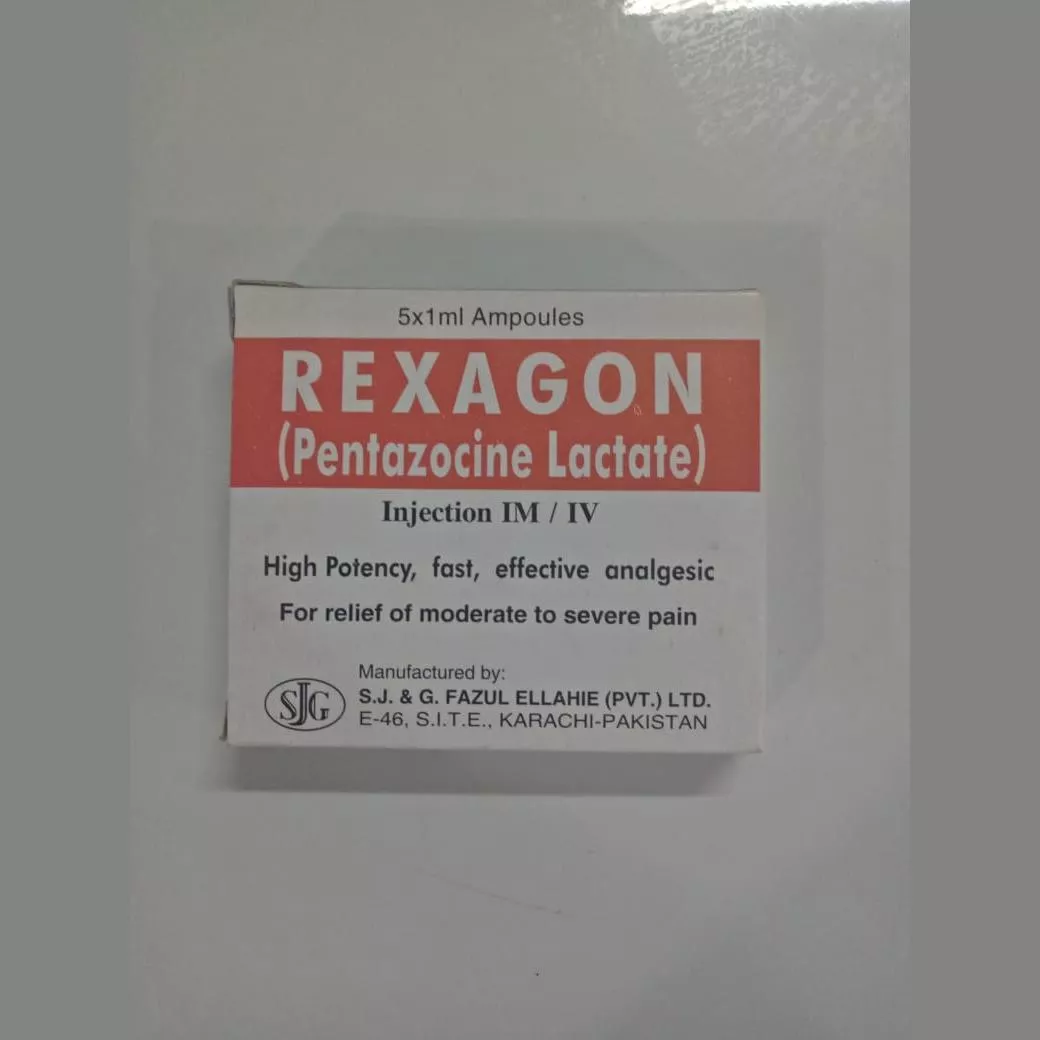 5x1ml Ampoules
REXAGON
(Pentazocine Lactate)
Injection IM / IV
High Potency, fast, effective analgesic
For relief of moderate to severe pain
Manufactured by:
SJG
S.J. & G. FAZUL ELLAHIE (PVT.) LTD.
E-46, S.I.T.E., KARACHI-PAKISTAN